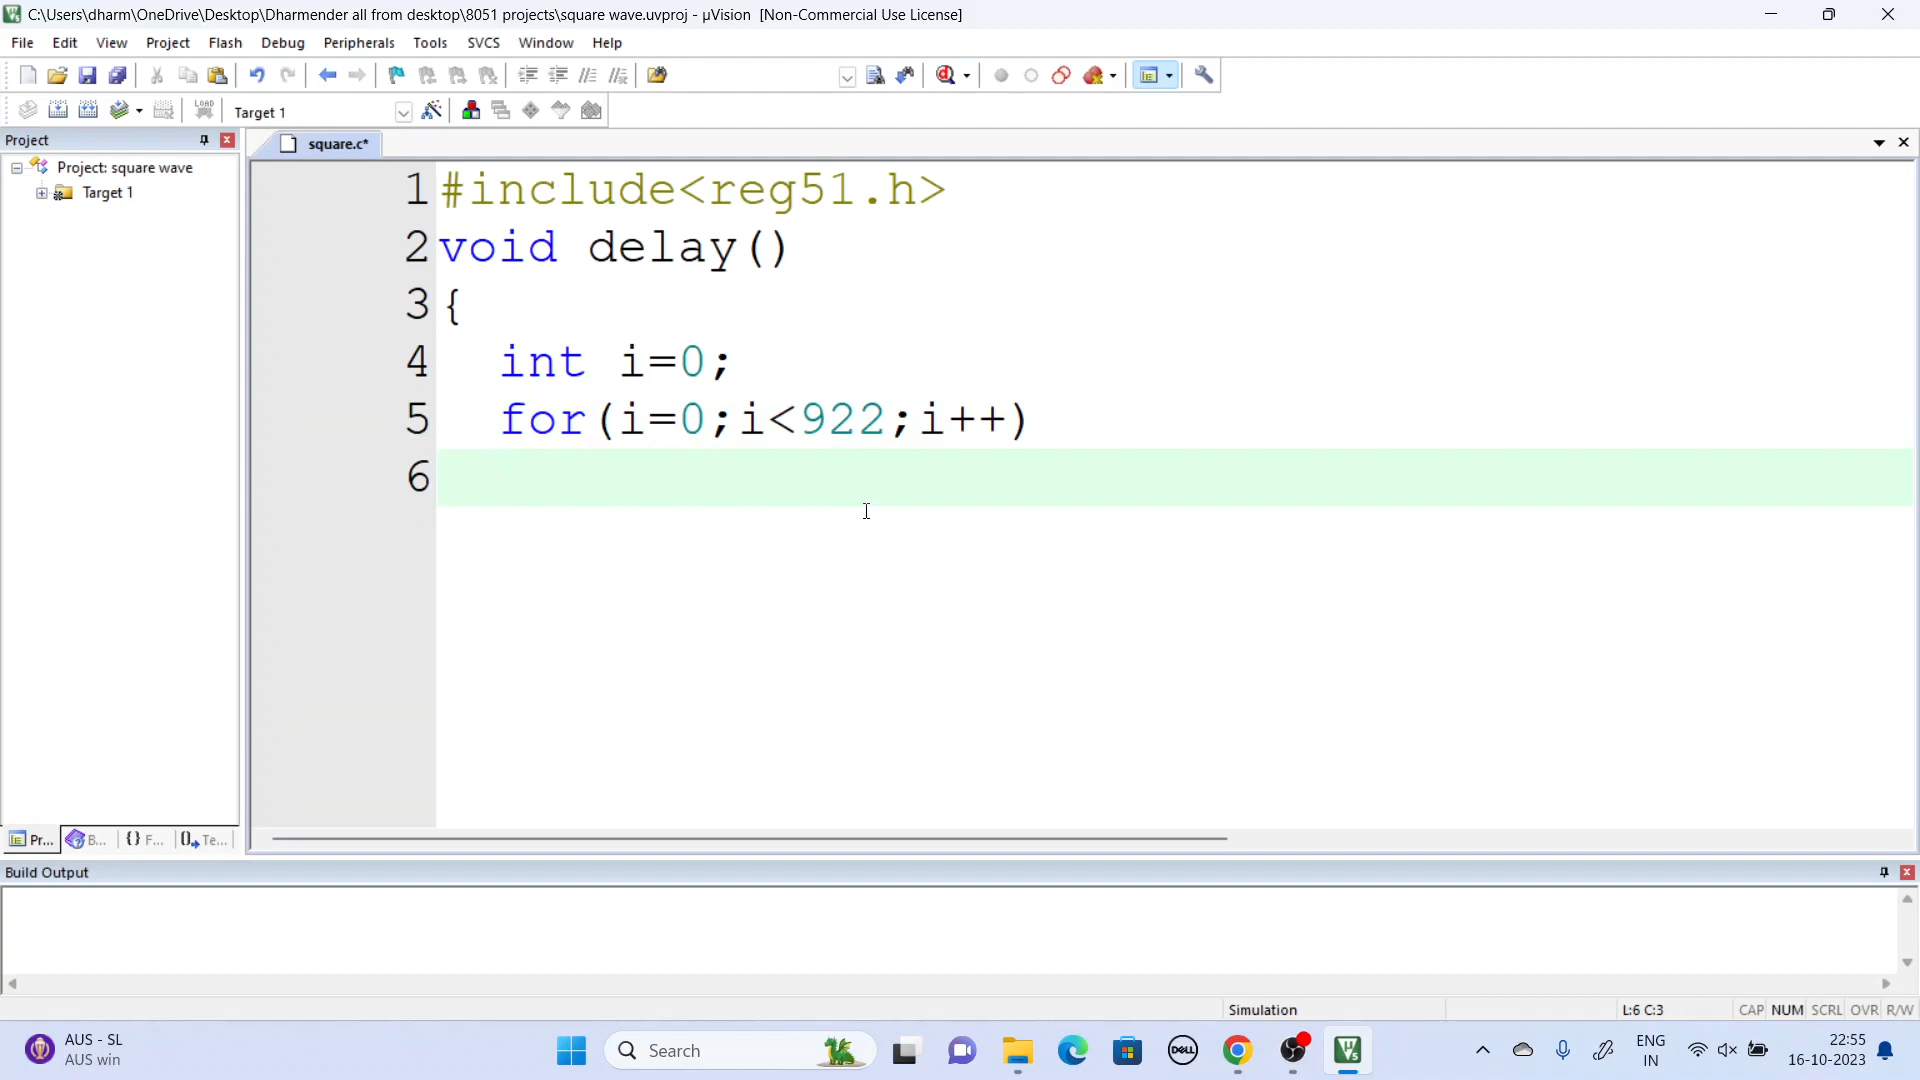 C:\Users\dharm\OneDrive\Desktop\Dharmender all from desktop\8051 projects\square wave.uvproj - µVision [Non-Commercial Use License]
File Edit View Project Flash Debug Peripherals Tools SVCS Window Help
LOAD Target 1
Project
square.c*
Project: square wave
Target 1
1 #include<reg51.h>
2 void delay()
3 {
4 int i=0;
5 for(i=0;i<922;i++)
6
Pr... B... {} F... Te...
Build Output
Simulation L:6 C:3 CAP NUM SCRL OVR R/W
AUS - SL
AUS win
Search
DELL
ENG
IN
22:55
16-10-2023